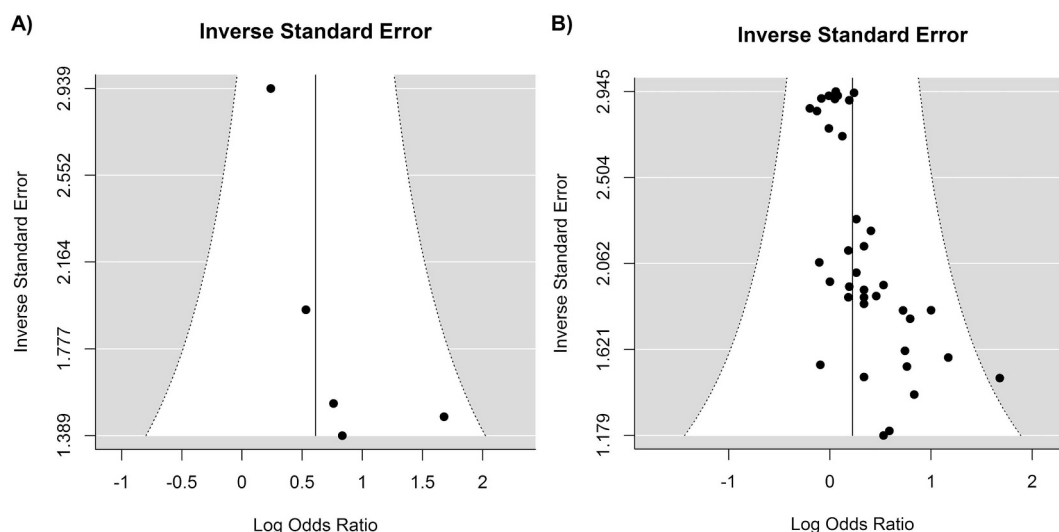 A)
Inverse Standard Error
Inverse Standard Error
2.939
2.552
2.164
1.777
1.389
-1 -0.5 0 0.5 1 1.5 2
Log Odds Ratio
B)
Inverse Standard Error
Inverse Standard Error
2.945
2.504
2.062
1.621
1.179
-1 0 1 2
Log Odds Ratio